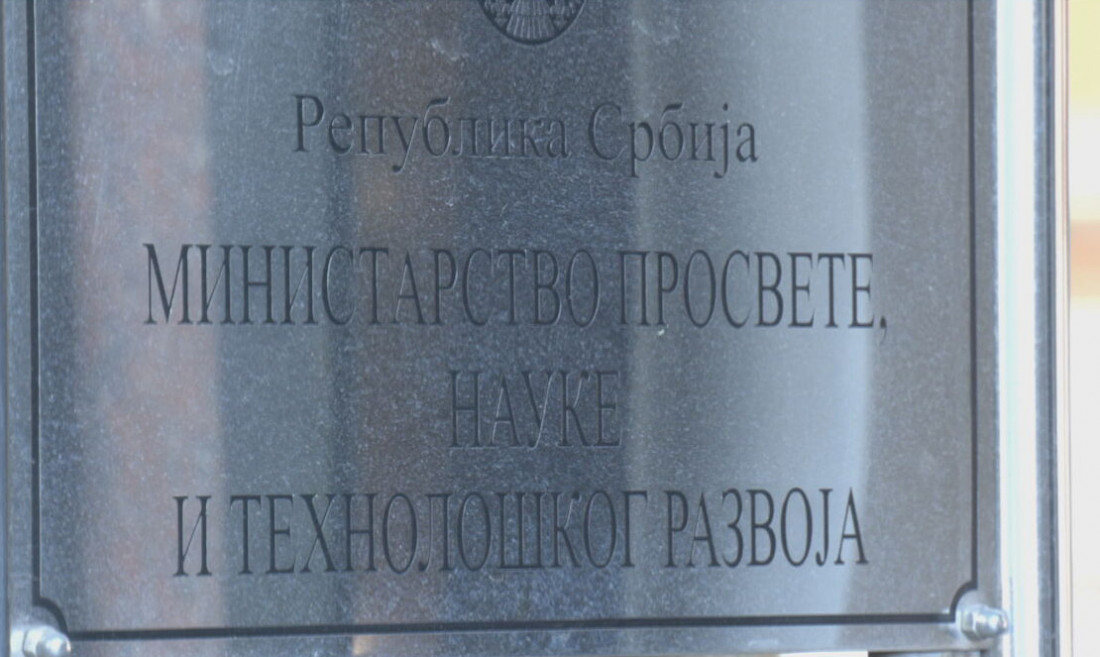 Република Србија
МИНИСТАРСТВО ПРОСВЕТЕ,
НАУКЕ
И ТЕХНОЛОШКОГ РАЗВОЈА